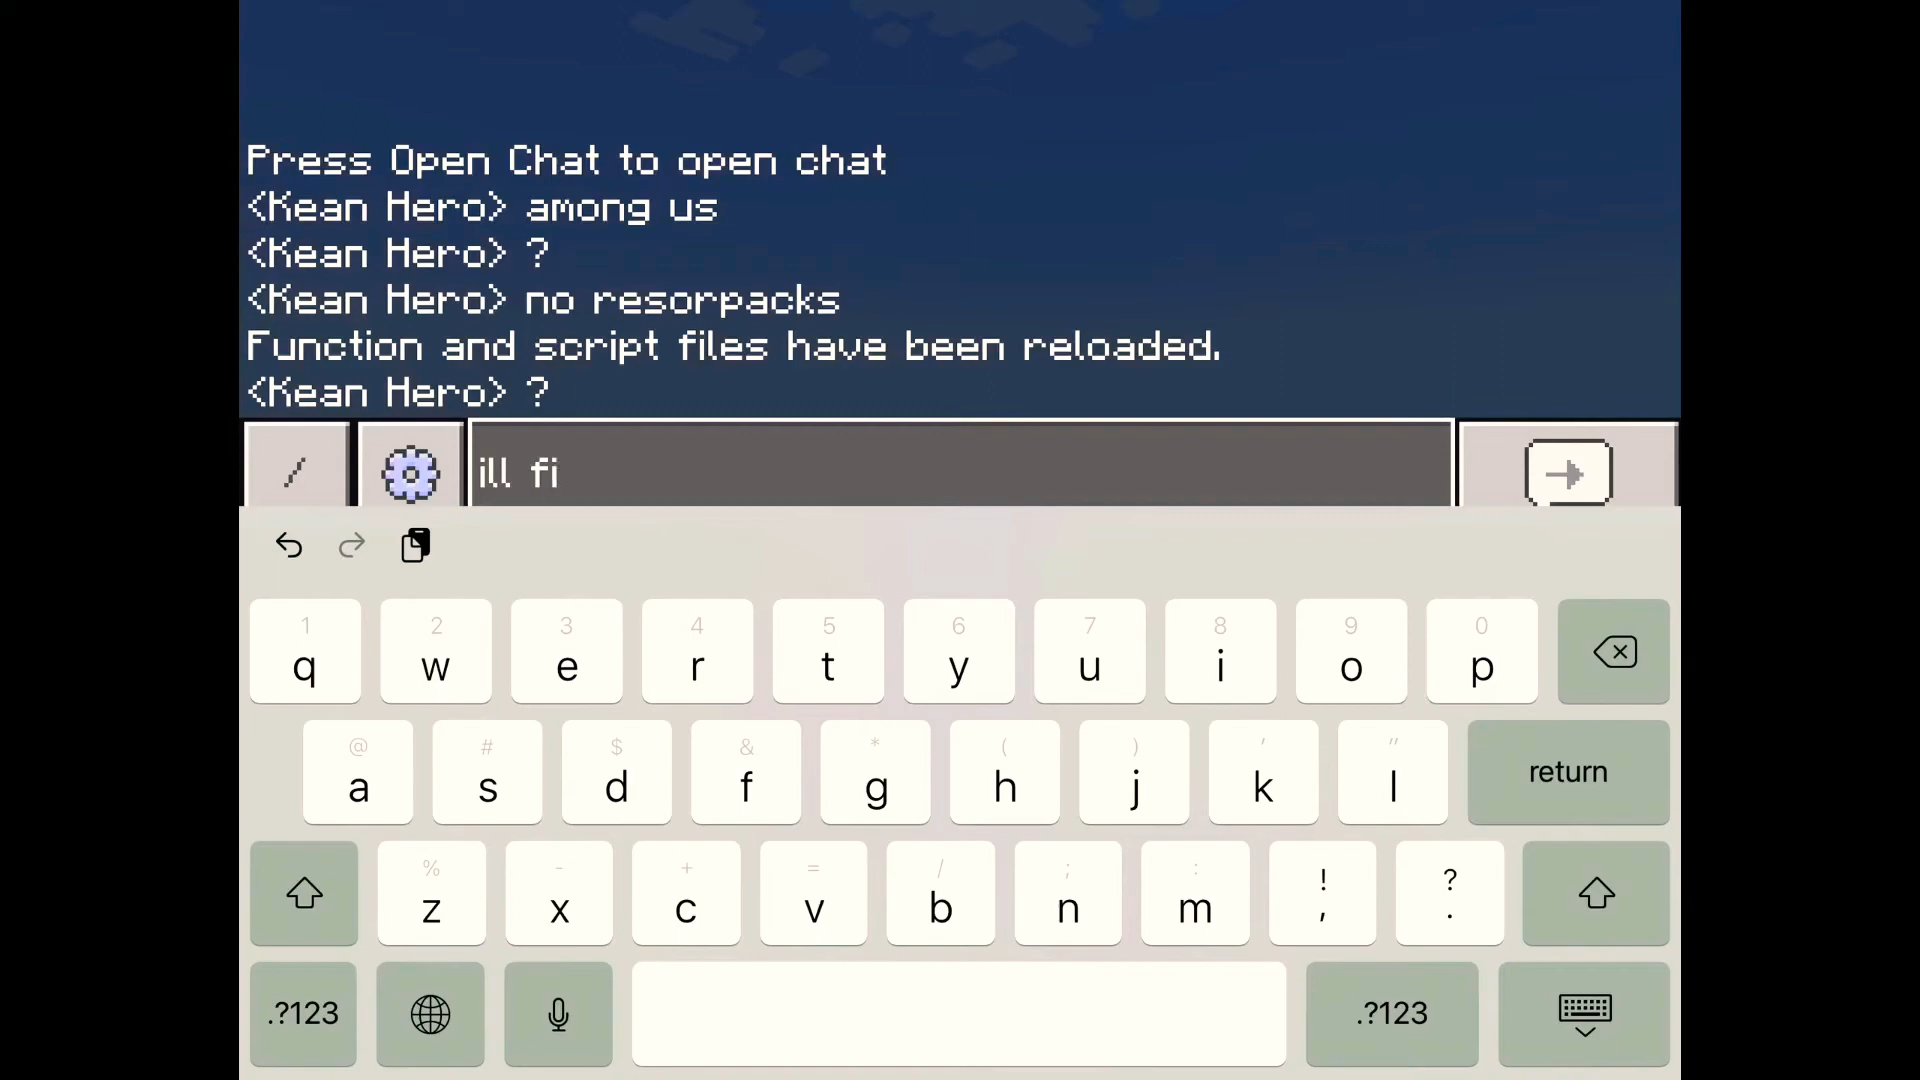 Press Open Chat to open chat
<Kean Hero> among us
<Kean Hero> ?
<Kean Hero> no resorpacks
Function and script files have been reloaded.
<Kean Hero> ?
/ ill fi
1 2 3 4 5 6 7 8 9 0
q w e r t y u i o p
@ # $ & * ( ) ' "
a s d f g h j k l return
% - + = / ; : ! ?
z x c v b n m , .
.?123 .?123